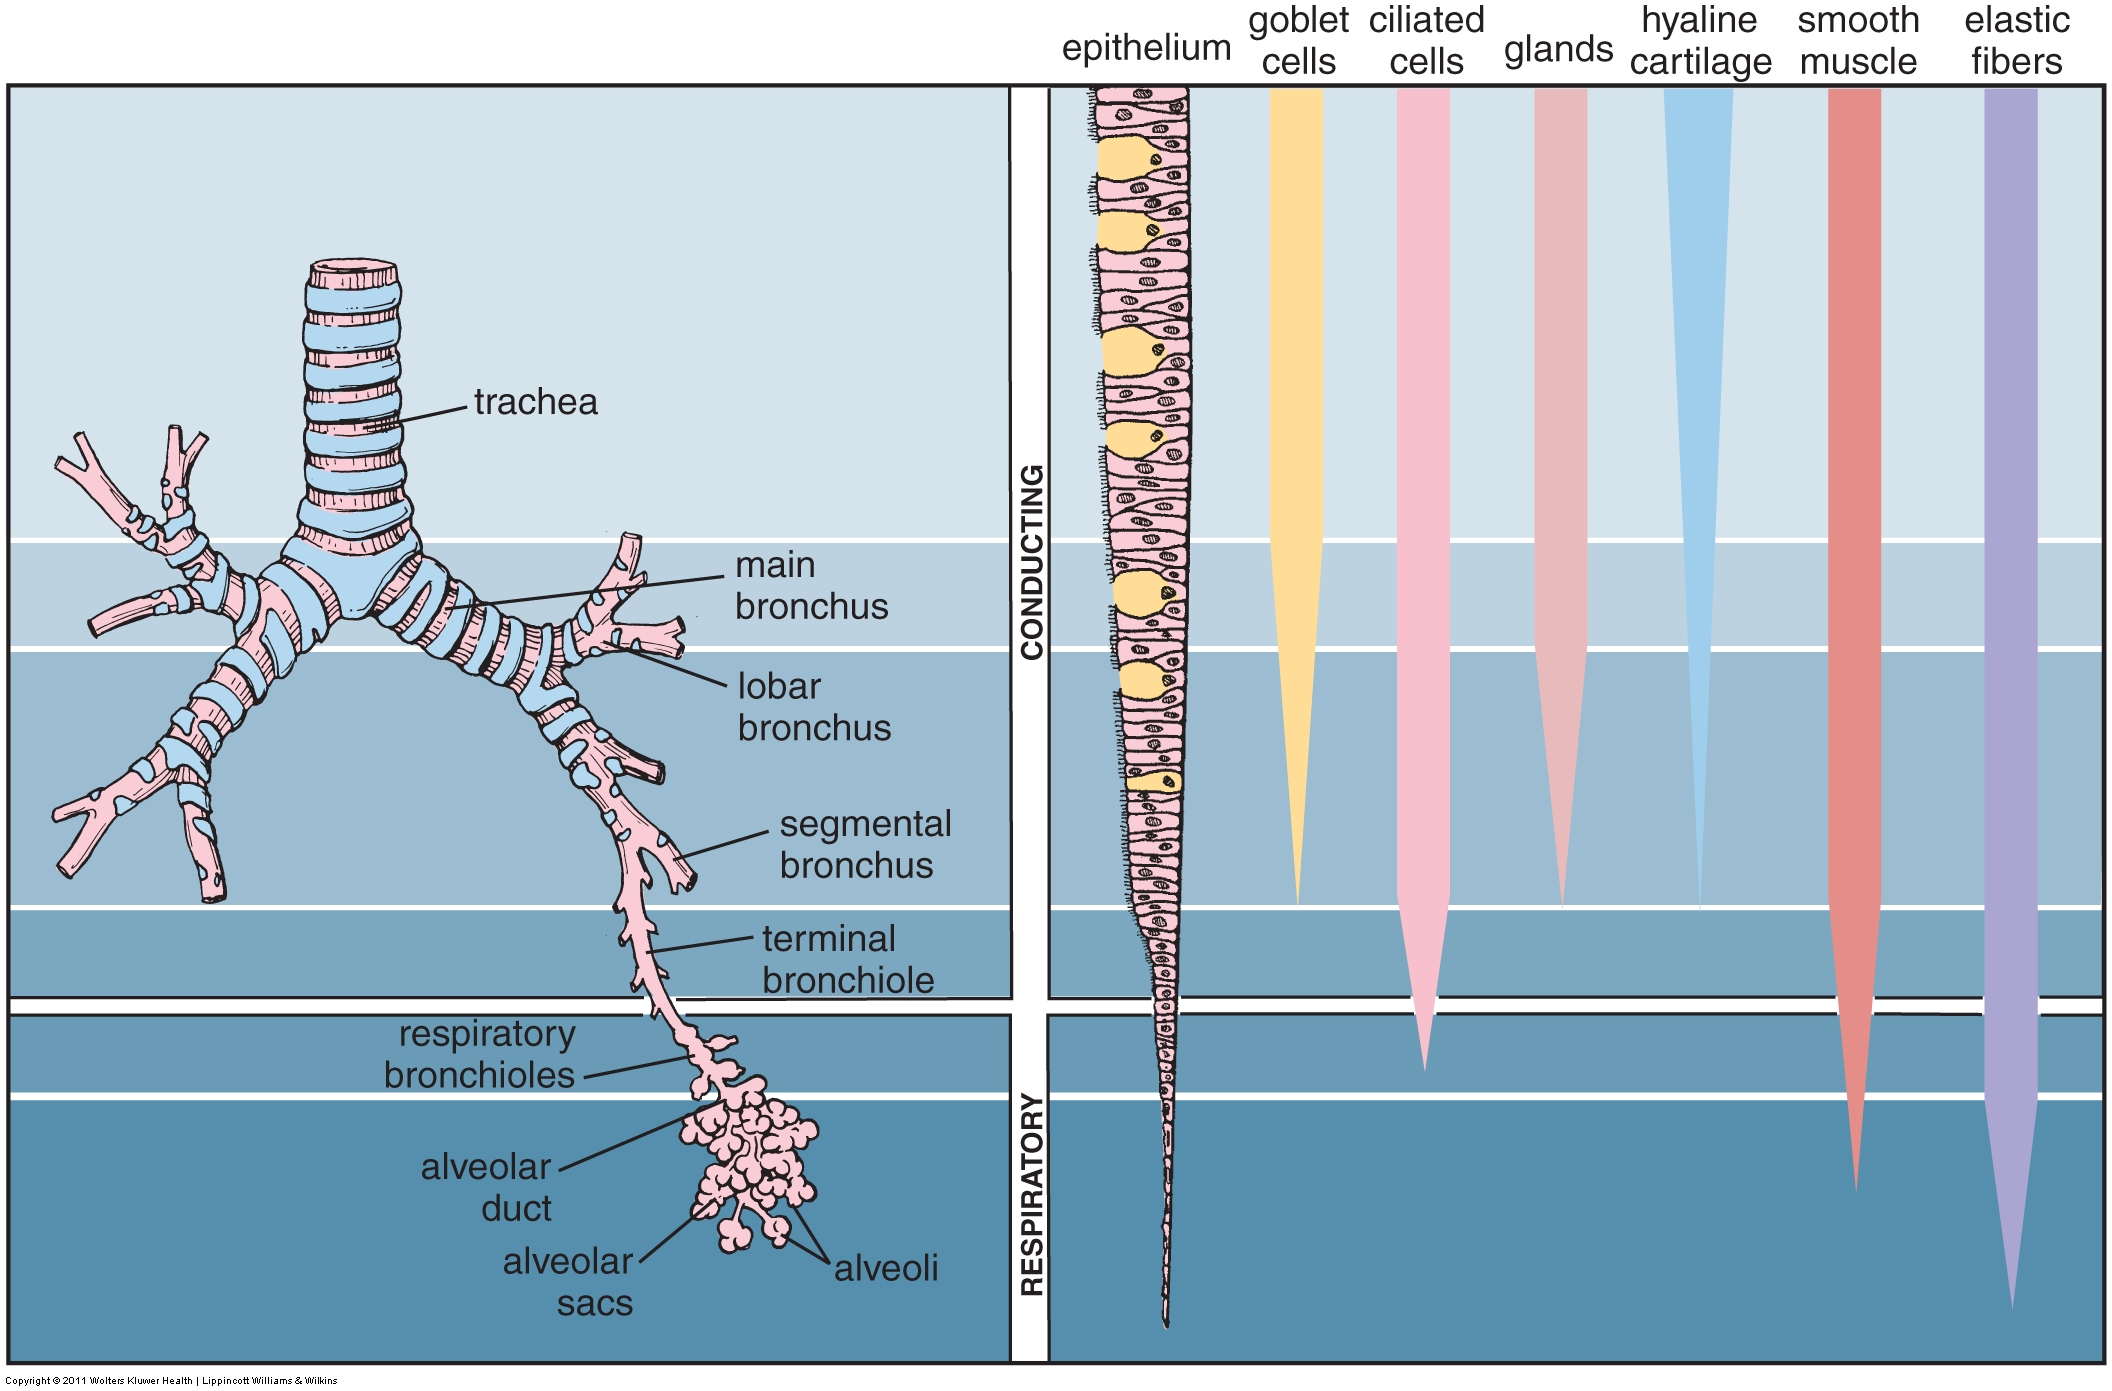 epithelium
goblet
cells
ciliated
cells
glands
hyaline
cartilage
smooth
muscle
elastic
fibers
trachea
main
bronchus
lobar
bronchus
segmental
bronchus
terminal
bronchiole
respiratory
bronchioles
alveolar
duct
alveolar
sacs
alveoli
CONDUCTING
RESPIRATORY
Copyright © 2011 Wolters Kluwer Health | Lippincott Williams & Wilkins